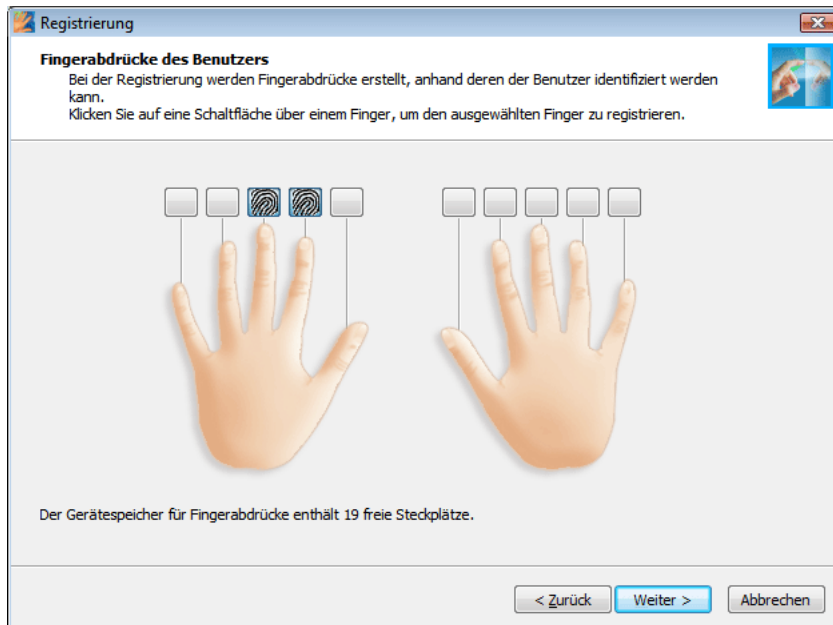 Registrierung
Fingerabdrücke des Benutzers
Bei der Registrierung werden Fingerabdrücke erstellt, anhand deren der Benutzer identifiziert werden
kann.
Klicken Sie auf eine Schaltfläche über einem Finger, um den ausgewählten Finger zu registrieren.
Der Gerätespeicher für Fingerabdrücke enthält 19 freie Steckplätze.
< Zurück Weiter > Abbrechen